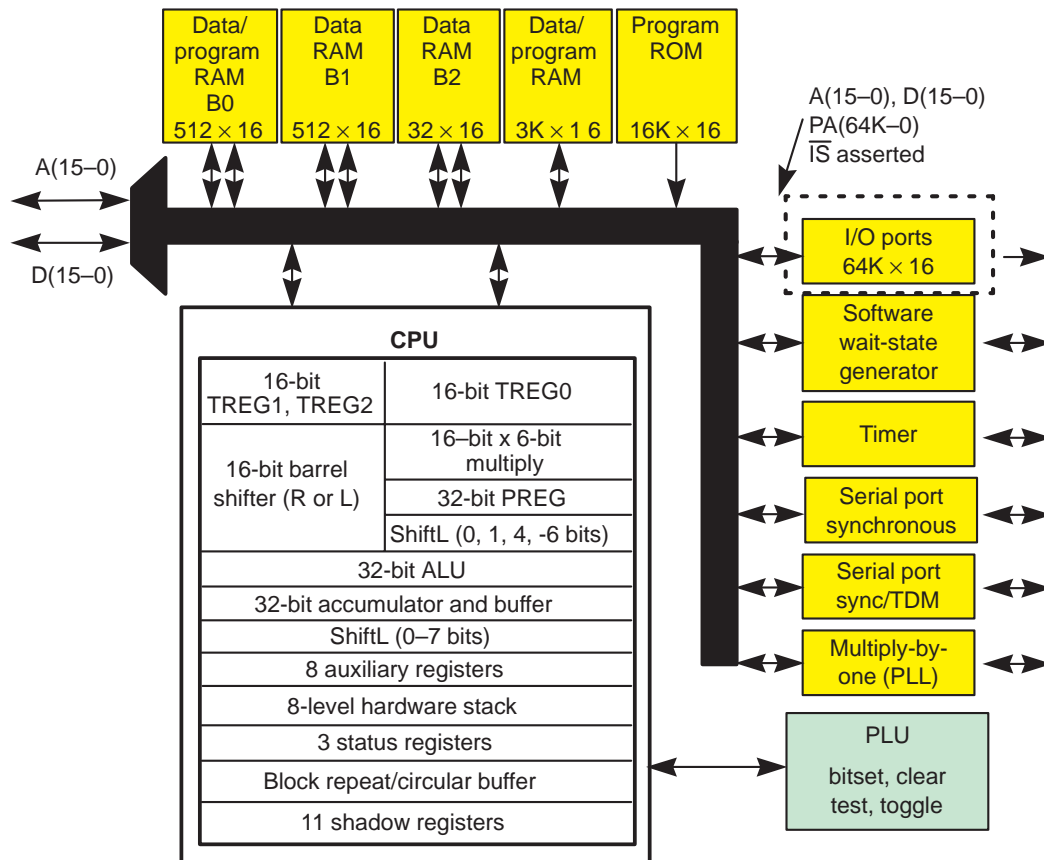 Data/
program
RAM
B0
512 × 16
Data
RAM
B1
512 × 16
Data
RAM
B2
32 × 16
Data/
program
RAM
3K × 1 6
Program
ROM
16K × 16
A(15–0), D(15–0)
PA(64K–0)
IS asserted
A(15–0)
D(15–0)
I/O ports
64K × 16
Software
wait-state
generator
Timer
Serial port
synchronous
Serial port
sync/TDM
Multiply-by-
one (PLL)
PLU
bitset, clear
test, toggle
CPU
16-bit
TREG1, TREG2
16-bit TREG0
16-bit barrel
shifter (R or L)
16–bit x 6-bit
multiply
32-bit PREG
ShiftL (0, 1, 4, -6 bits)
32-bit ALU
32-bit accumulator and buffer
ShiftL (0–7 bits)
8 auxiliary registers
8-level hardware stack
3 status registers
Block repeat/circular buffer
11 shadow registers